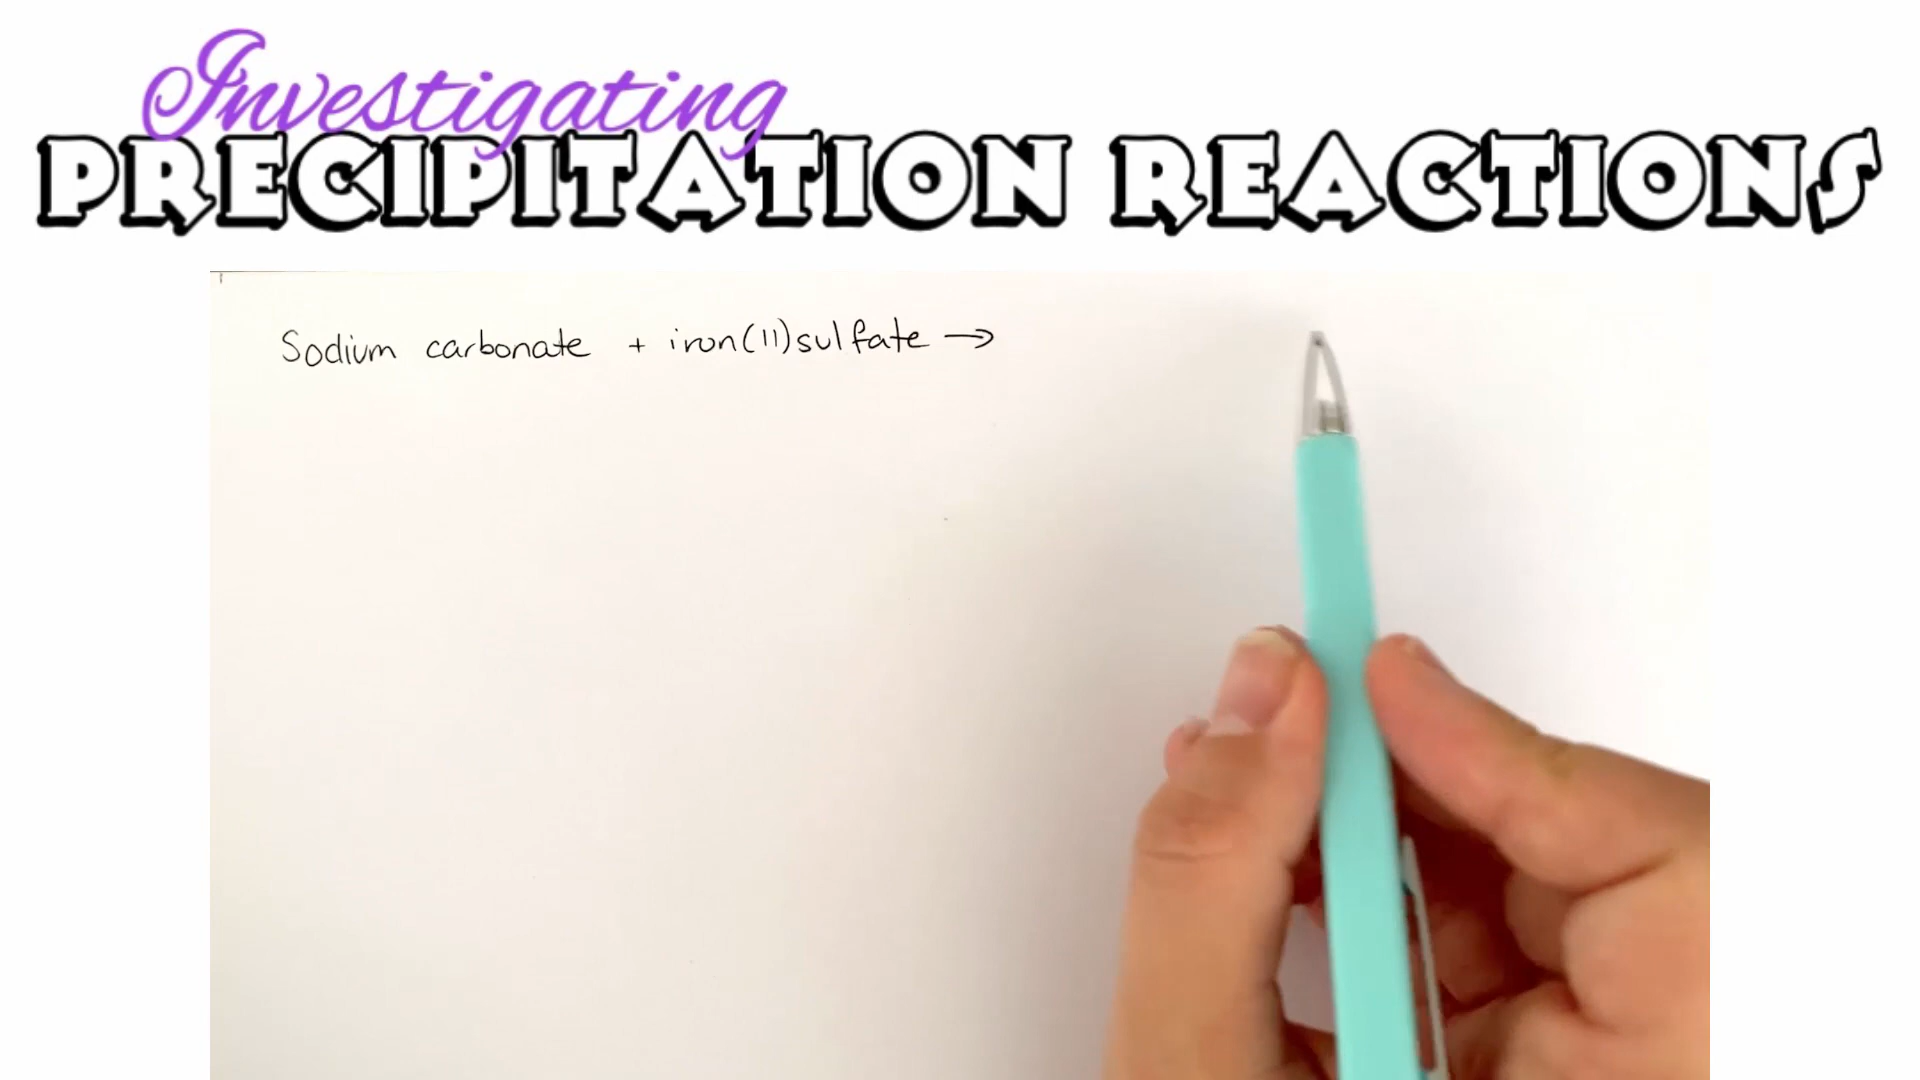 Investigating
PRECIPITATION REACTIONS
Sodium carbonate + iron(II)sulfate →